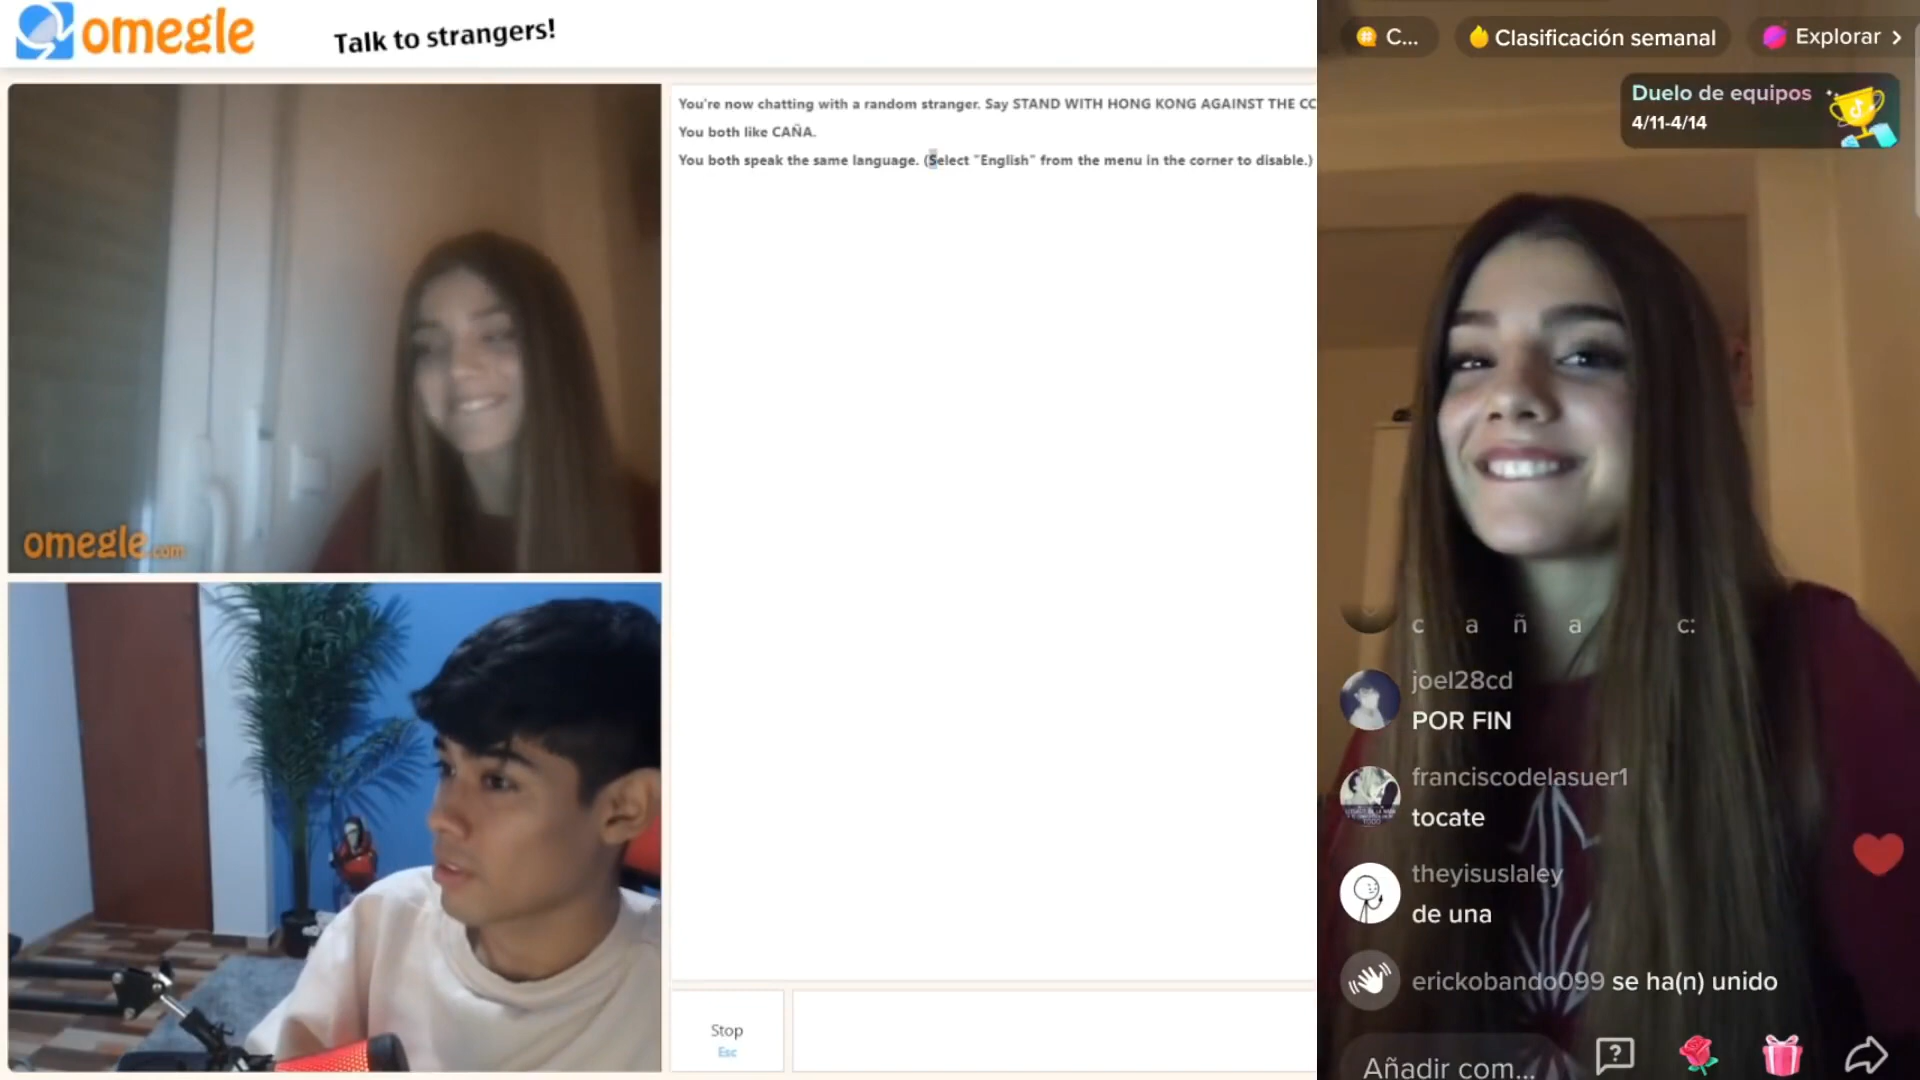 omegle
Talk to strangers!
You're now chatting with a random stranger. Say STAND WITH HONG KONG AGAINST THE CC
You both like CAÑA.
You both speak the same language. (Select "English" from the menu in the corner to disable.)
omegle.com
Stop
Esc
C...
Clasificación semanal
Explorar
Duelo de equipos
4/11-4/14
c a ñ a c:
joel28cd
POR FIN
franciscodelasuer1
tocate
theyisuslaley
de una
erickobando099 se ha(n) unido
Añadir com...